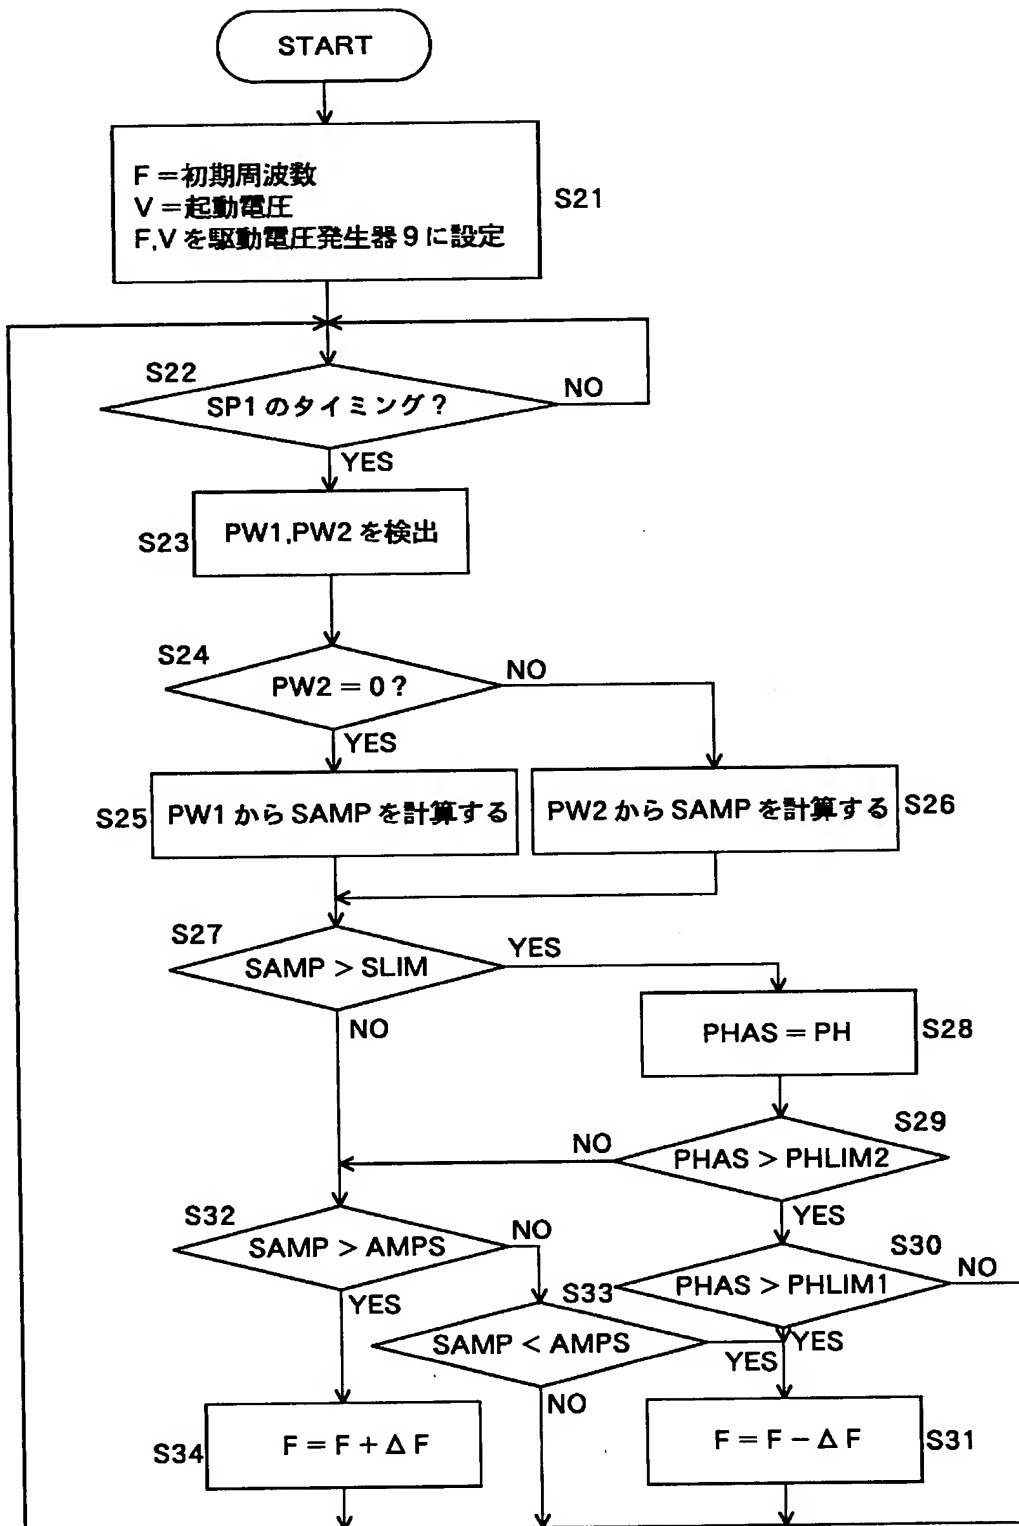 START
F=初期周波数
V=起動電圧
F,Vを駆動電圧発生器9に設定
S21
S22
SP1のタイミング?
NO
YES
S23
PW1,PW2を検出
S24
PW2=0?
NO
YES
S25
PW1からSAMPを計算する
PW2からSAMPを計算する
S26
S27
SAMP > SLIM
YES
NO
PHAS = PH
S28
S29
PHAS > PHLIM2
NO
YES
S32
SAMP > AMPS
NO
YES
S30
PHAS > PHLIM1
NO
YES
S33
SAMP < AMPS
YES
NO
S34
F = F + Δ F
F = F − Δ F
S31